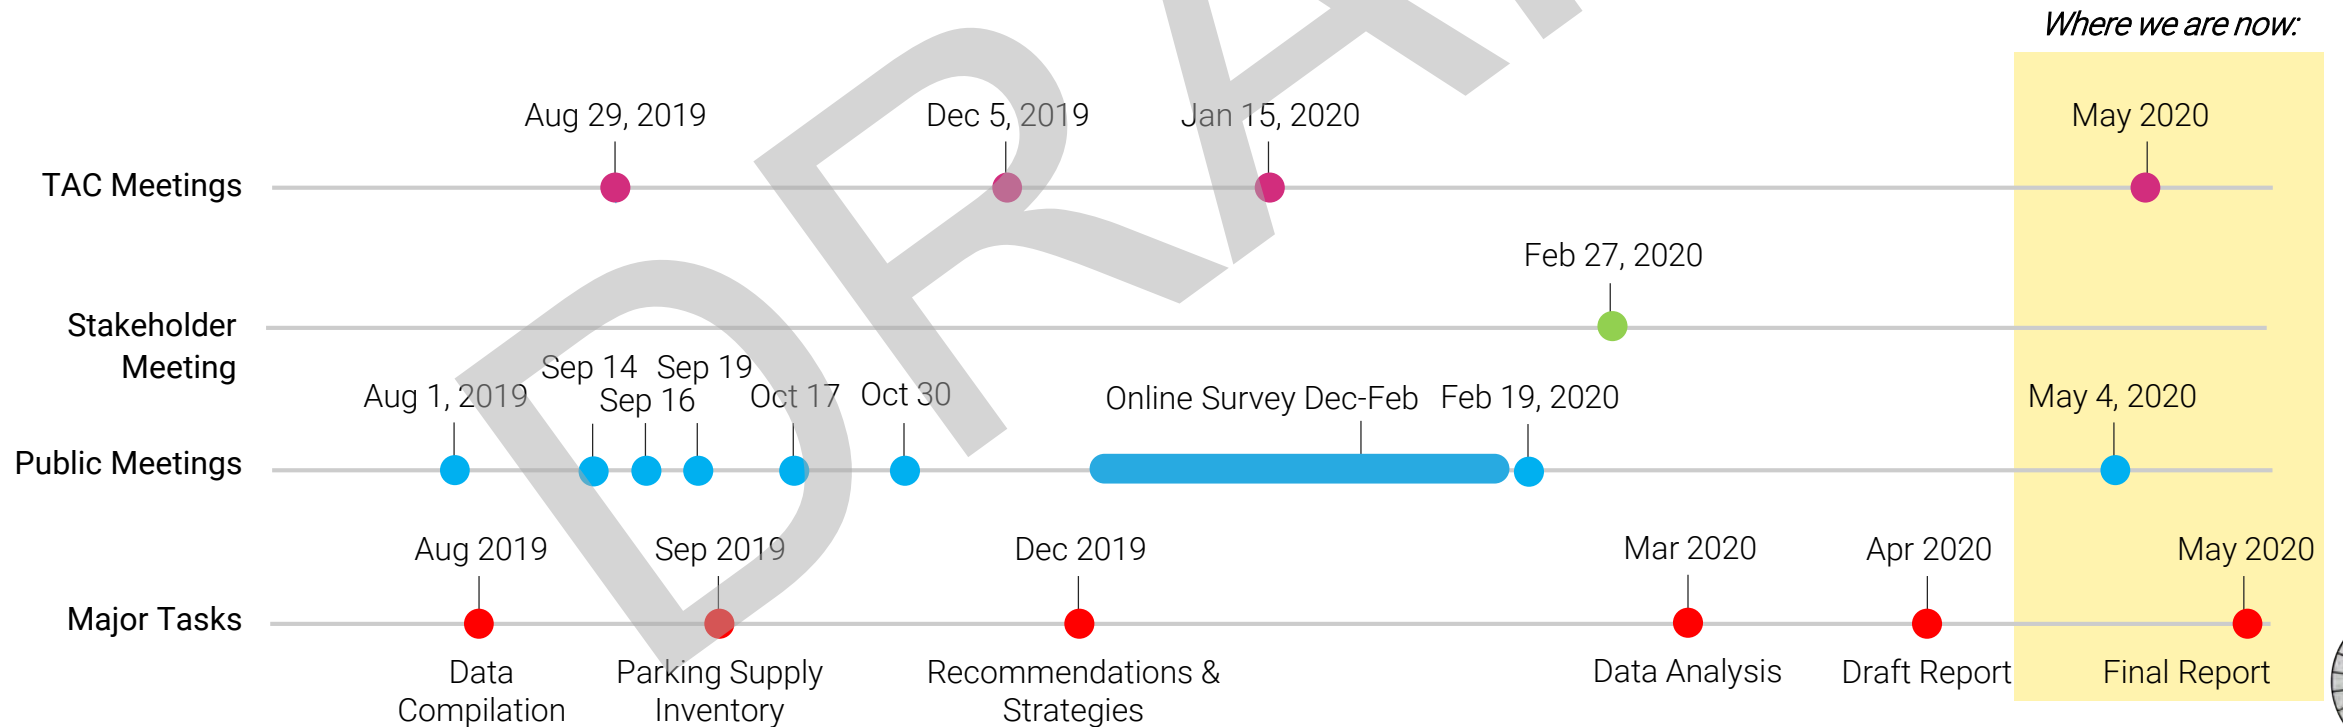 Where we are now:
Aug 29, 2019
Dec 5, 2019
Jan 15, 2020
May 2020
TAC Meetings
Feb 27, 2020
Stakeholder
Meeting
Aug 1, 2019
Sep 14
Sep 16
Sep 19
Oct 17
Oct 30
Online Survey Dec-Feb
Feb 19, 2020
May 4, 2020
Public Meetings
Aug 2019
Sep 2019
Dec 2019
Mar 2020
Apr 2020
May 2020
Major Tasks
Data
Compilation
Parking Supply
Inventory
Recommendations &
Strategies
Data Analysis
Draft Report
Final Report
DRA